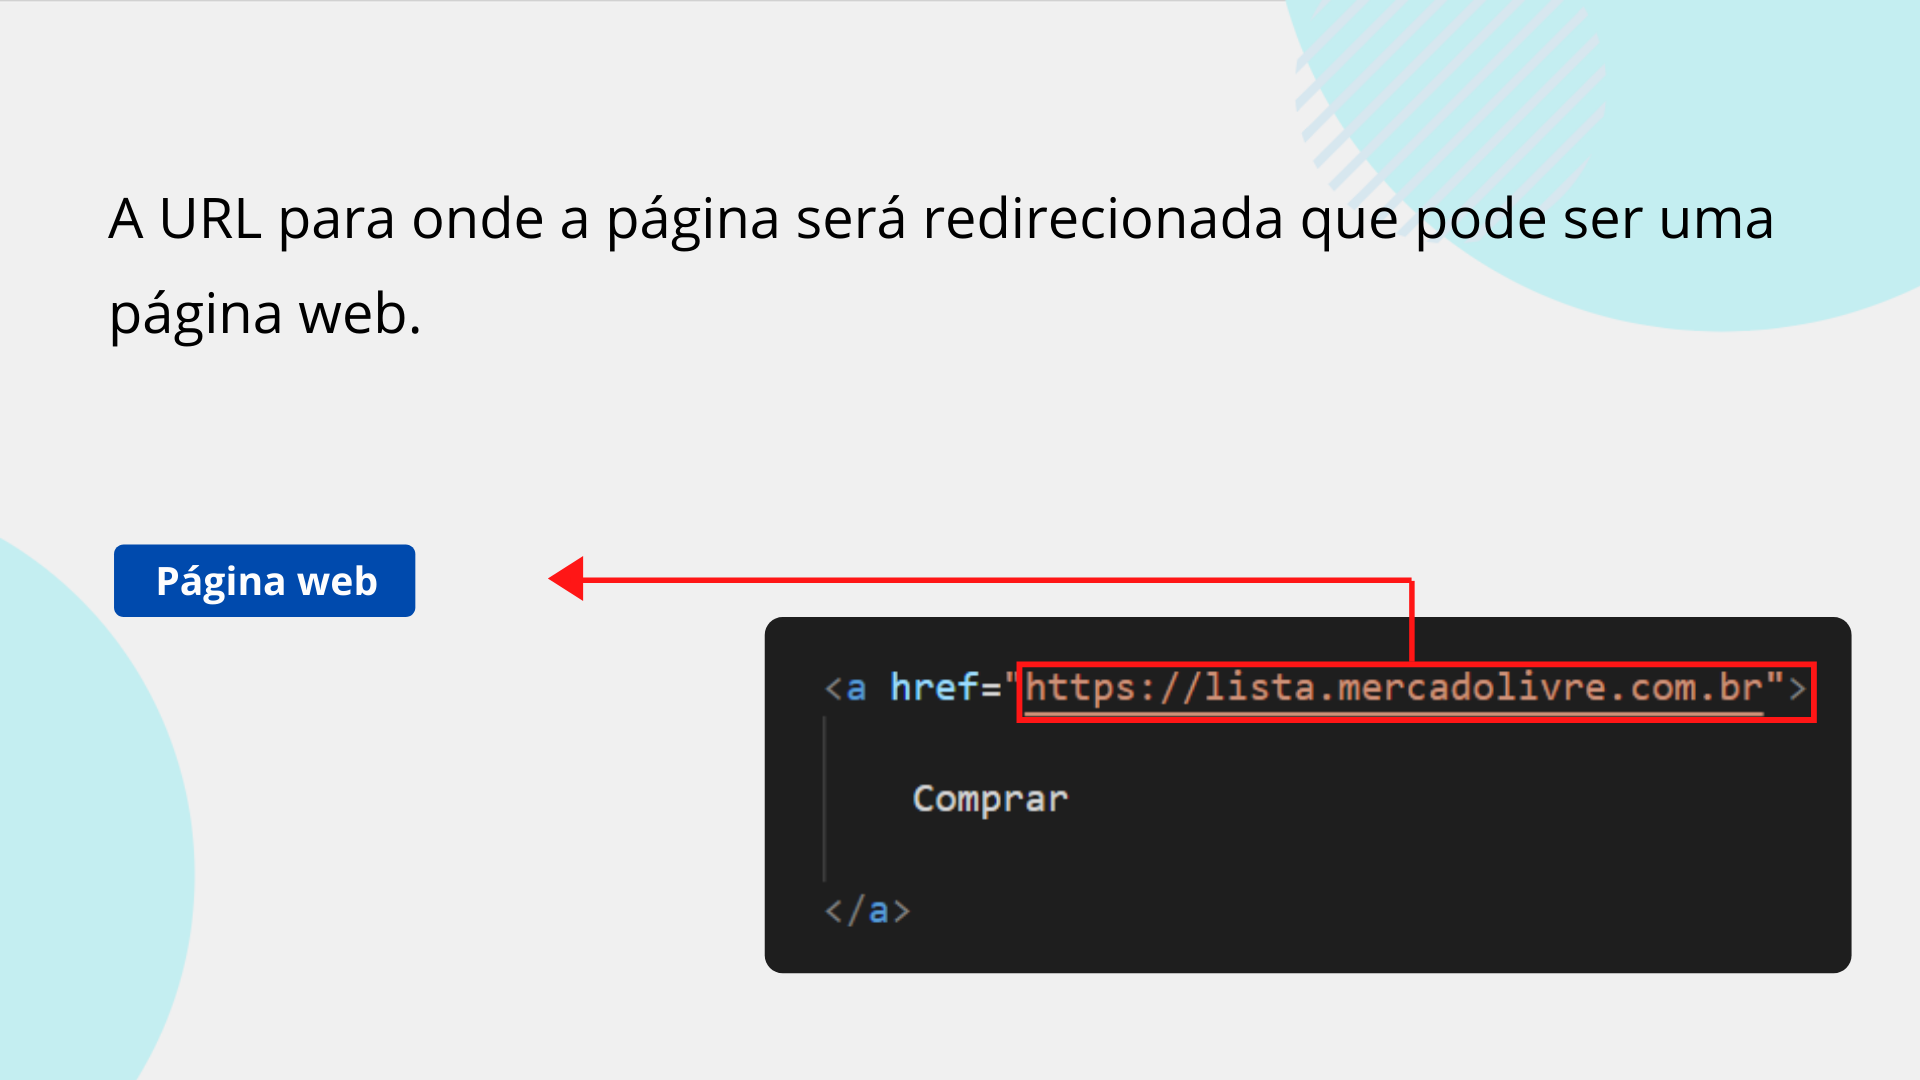 A URL para onde a página será redirecionada que pode ser uma
página web.
Página web
<a href="https://lista.mercadolivre.com.br">
Comprar
</a>